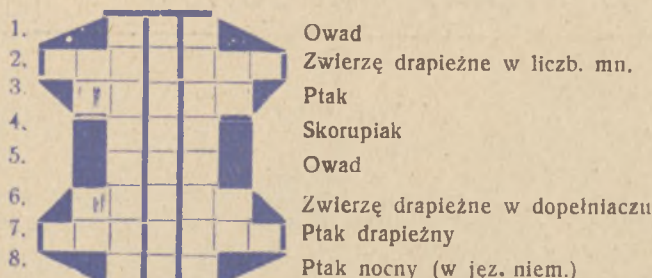 1. Owad
2. Zwierzę drapieżne w liczb. mn.
3. Ptak
4. Skorupiak
5. Owad
6. Zwierzę drapieżne w dopełniaczu
7. Ptak drapieżny
8. Ptak nocny (w jęz. niem.)